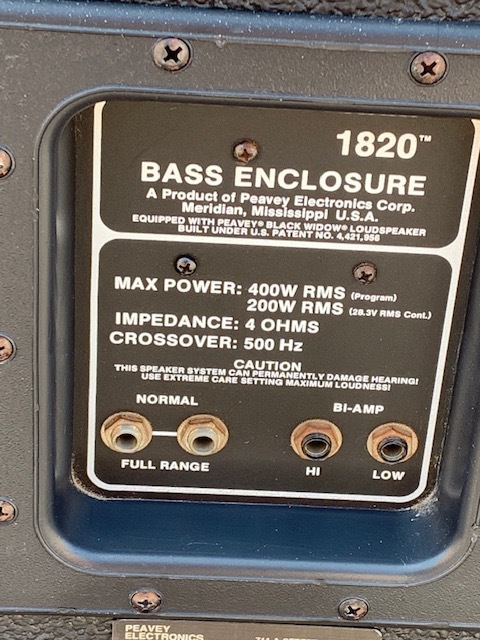 1820™
BASS ENCLOSURE
A Product of Peavey Electronics Corp.
Meridian, Mississippi U.S.A.
EQUIPPED WITH PEAVEY® BLACK WIDOW® LOUDSPEAKER
BUILT UNDER U.S. PATENT NO. 4,421,956
MAX POWER: 400W RMS (Program)
200W RMS (28.3V RMS Cont.)
IMPEDANCE: 4 OHMS
CROSSOVER: 500 Hz
CAUTION
THIS SPEAKER SYSTEM CAN PERMANENTLY DAMAGE HEARING!
USE EXTREME CARE SETTING MAXIMUM LOUDNESS!
NORMAL
BI-AMP
FULL RANGE
HI
LOW
PEAVEY
ELECTRONICS